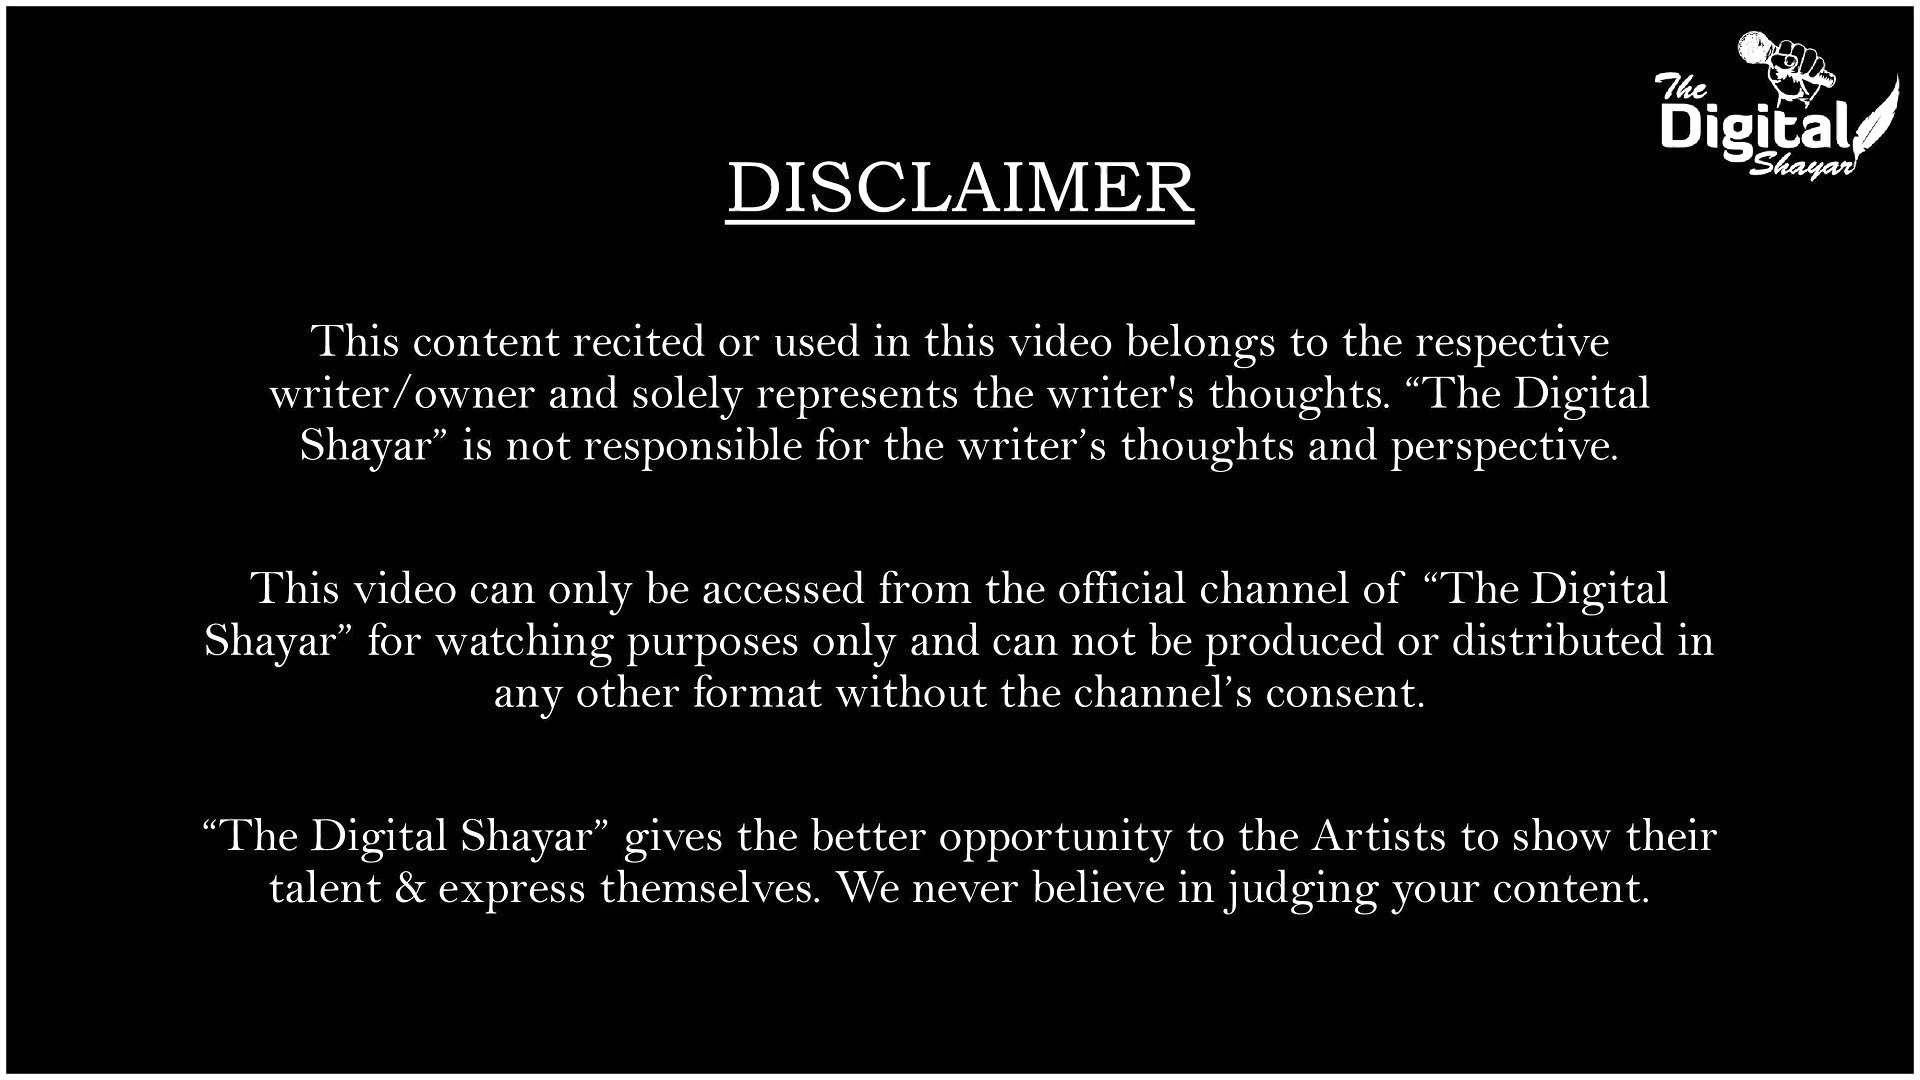 The
Digital
Shayar
DISCLAIMER
This content recited or used in this video belongs to the respective
writer/owner and solely represents the writer's thoughts. “The Digital
Shayar” is not responsible for the writer’s thoughts and perspective.
This video can only be accessed from the official channel of “The Digital
Shayar” for watching purposes only and can not be produced or distributed in
any other format without the channel’s consent.
“The Digital Shayar” gives the better opportunity to the Artists to show their
talent & express themselves. We never believe in judging your content.